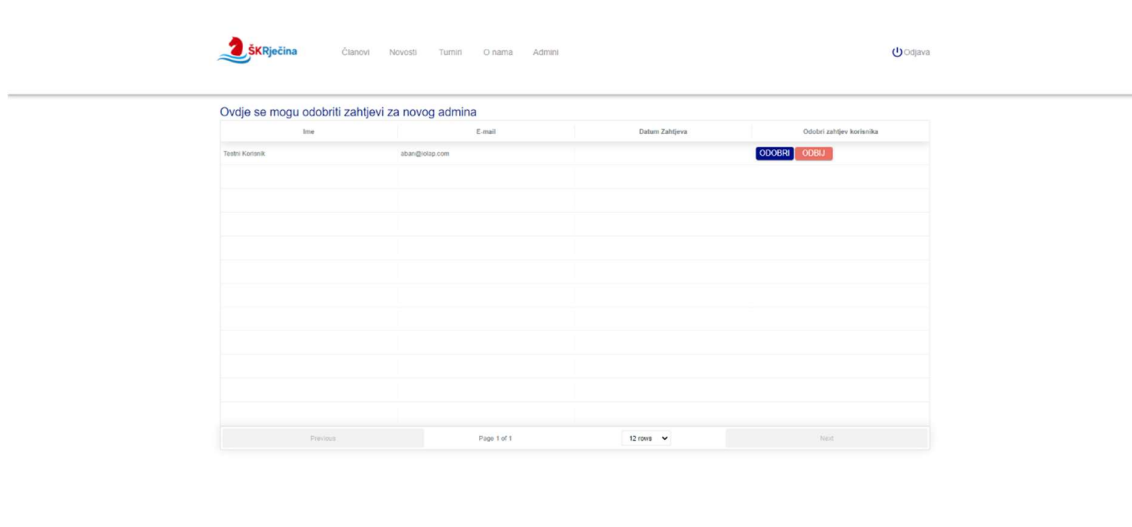 ŠKRječina
Članovi Novosti Turniri O nama Admini Odjava
Ovdje se mogu odobriti zahtjevi za novog admina
Ime E-mail Datum Zahtjeva Odobri zahtjev korisnika
Testni Korisnik aban@iolap.com ODOBRI ODBIJ
Previous Page 1 of 1 12 rows Next